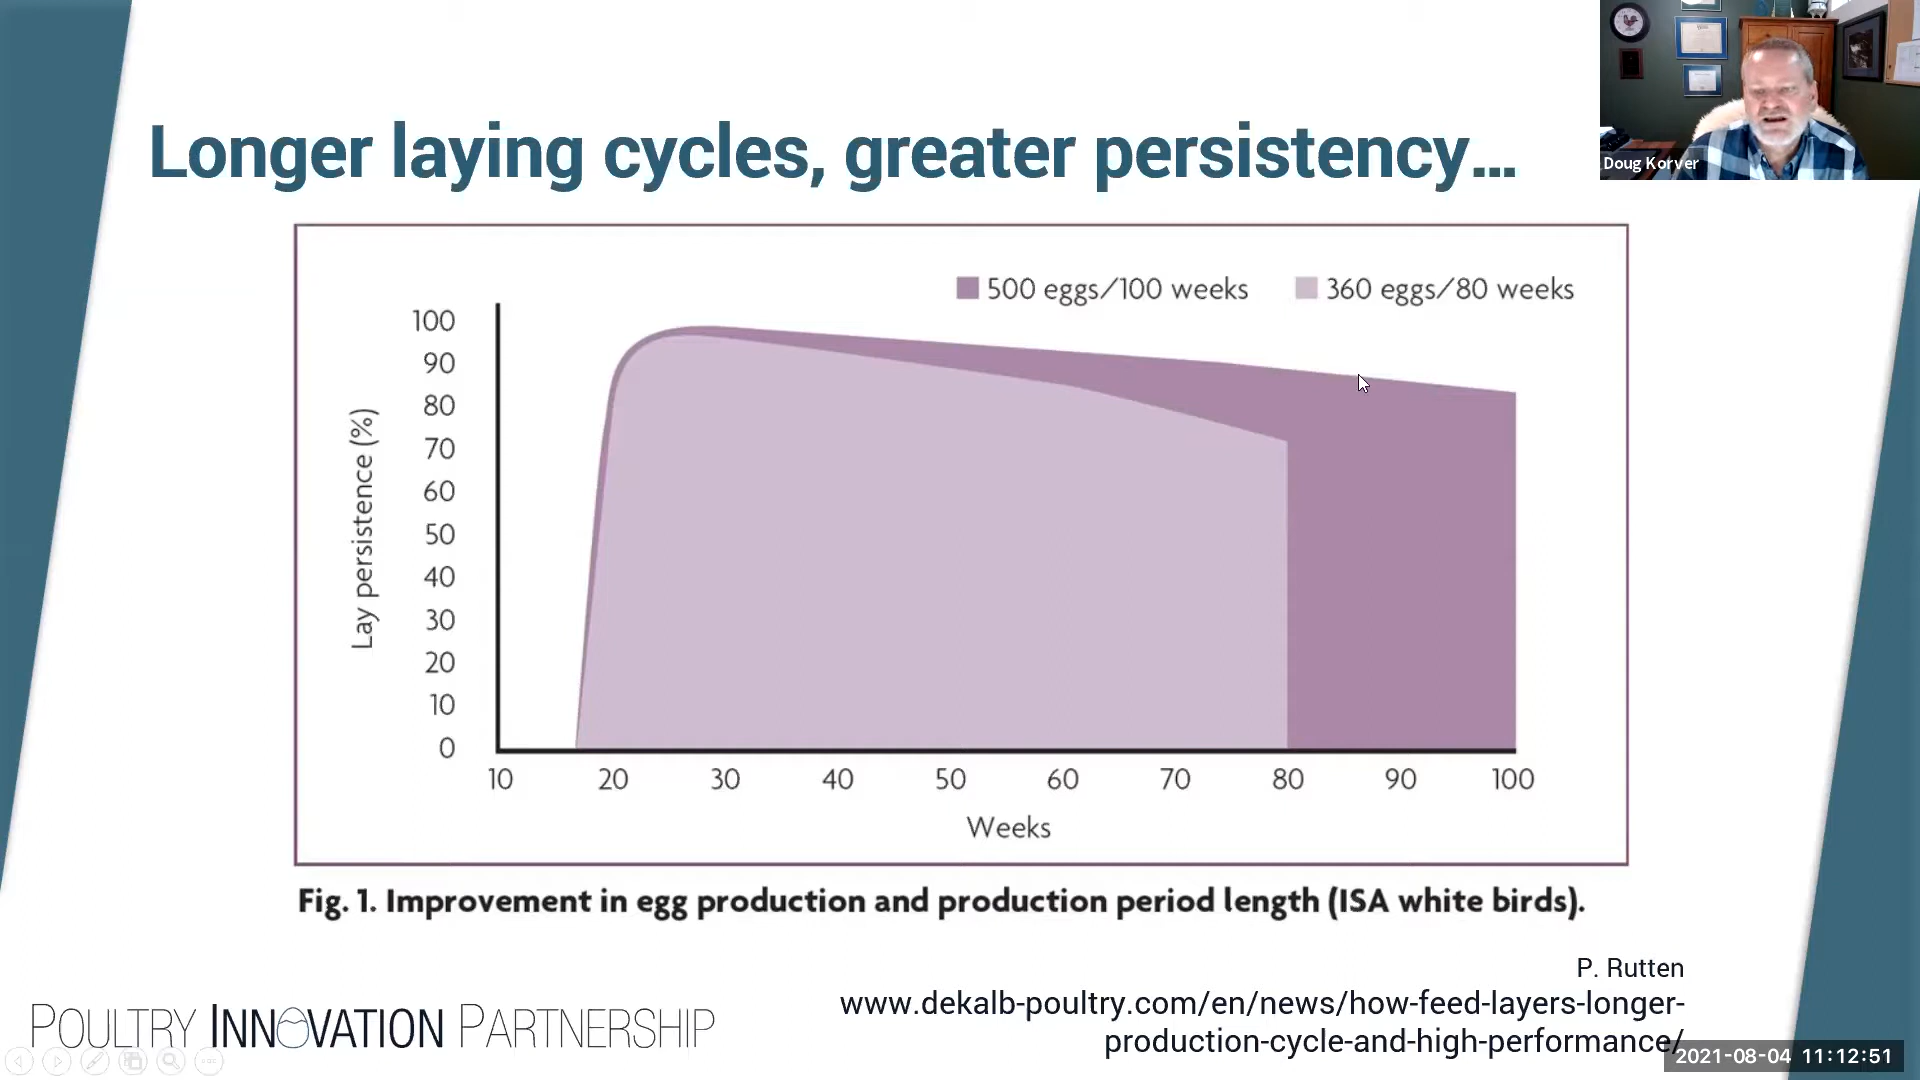 Longer laying cycles, greater persistency...
Doug Korver
500 eggs/100 weeks
360 eggs/80 weeks
Lay persistence (%)
100
90
80
70
60
50
40
30
20
10
0
10 20 30 40 50 60 70 80 90 100
Weeks
Fig. 1. Improvement in egg production and production period length (ISA white birds).
P. Rutten
www.dekalb-poultry.com/en/news/how-feed-layers-longer-
production-cycle-and-high-performance/
POULTRY INNOVATION PARTNERSHIP
2021-08-04 11:12:51